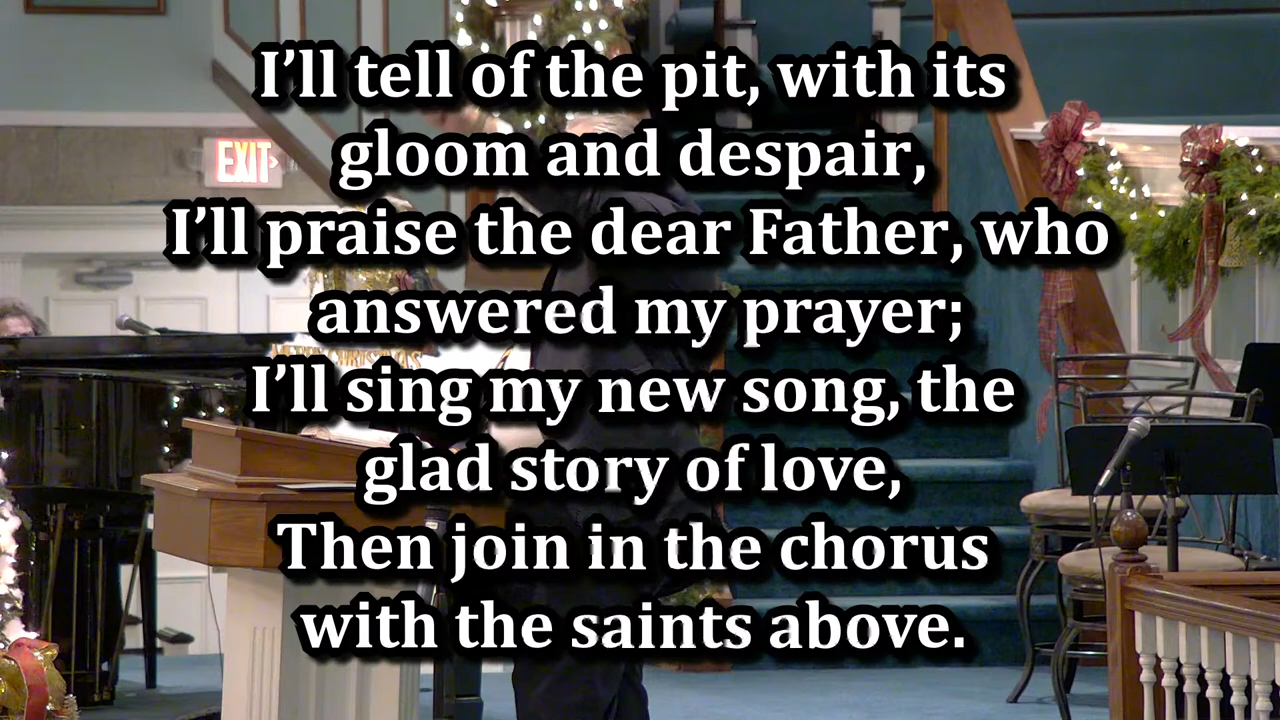 I’ll tell of the pit, with its
gloom and despair,
I’ll praise the dear Father, who
answered my prayer;
I’ll sing my new song, the
glad story of love,
Then join in the chorus
with the saints above.
EXIT
MERRY CHRISTMAS